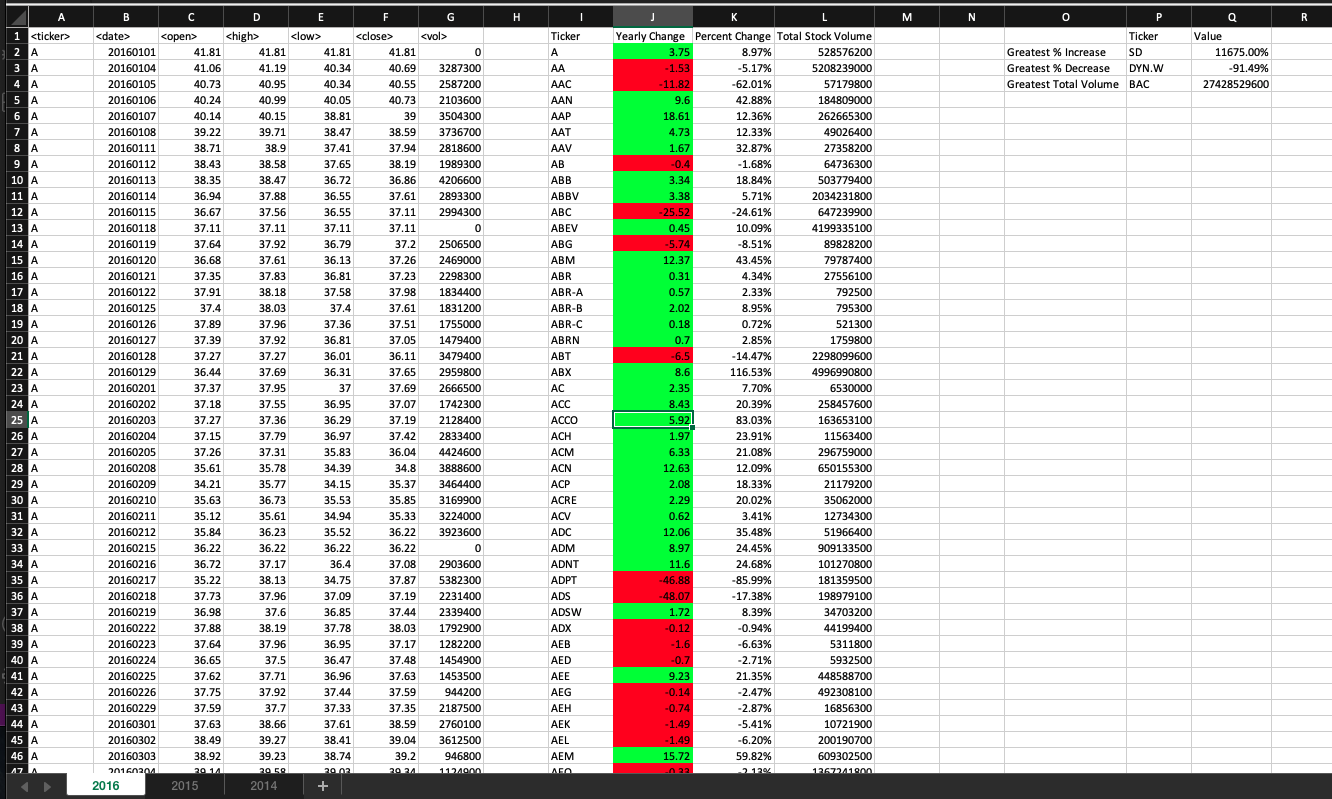 A B C D E F G H I J K L M N O P Q R
1 <ticker> <date> <open> <high> <low> <close> <vol> Ticker Yearly Change Percent Change Total Stock Volume Ticker Value
2 A 20160101 41.81 41.81 41.81 41.81 0 A 3.75 8.97% 528576200 Greatest % Increase SD 11675.00%
3 A 20160104 41.06 41.19 40.34 40.69 3287300 AA -1.53 -5.17% 5208239000 Greatest % Decrease DYN.W -91.49%
4 A 20160105 40.73 40.95 40.34 40.55 2587200 AAC -11.82 -62.01% 57179800 Greatest Total Volume BAC 27428529600
5 A 20160106 40.24 40.99 40.05 40.73 2103600 AAN 9.6 42.88% 184809000
6 A 20160107 40.14 40.15 38.81 39 3504300 AAP 18.61 12.36% 262665300
7 A 20160108 39.22 39.71 38.47 38.59 3736700 AAT 4.73 12.33% 49026400
8 A 20160111 38.71 38.9 37.41 37.94 2818600 AAV 1.67 32.87% 27358200
9 A 20160112 38.43 38.58 37.65 38.19 1989300 AB -0.4 -1.68% 64736300
10 A 20160113 38.35 38.47 36.72 36.86 4206600 ABB 3.34 18.84% 503779400
11 A 20160114 36.94 37.88 36.55 37.61 2893300 ABBV 3.38 5.71% 2034231800
12 A 20160115 36.67 37.56 36.55 37.11 2994300 ABC -25.52 -24.61% 647239900
13 A 20160118 37.11 37.11 37.11 37.11 0 ABEV 0.45 10.09% 4199335100
14 A 20160119 37.64 37.92 36.79 37.2 2506500 ABG -5.74 -8.51% 89828200
15 A 20160120 36.68 37.61 36.13 37.26 2469000 ABM 12.37 43.45% 79787400
16 A 20160121 37.35 37.83 36.81 37.23 2298300 ABR 0.31 4.34% 27556100
17 A 20160122 37.91 38.18 37.58 37.98 1834400 ABR-A 0.57 2.33% 792500
18 A 20160125 37.4 38.03 37.4 37.61 1831200 ABR-B 2.02 8.95% 795300
19 A 20160126 37.89 37.96 37.36 37.51 1755000 ABR-C 0.18 0.72% 521300
20 A 20160127 37.39 37.92 36.81 37.05 1479400 ABRN 0.7 2.85% 1759800
21 A 20160128 37.27 37.27 36.01 36.11 3479400 ABT -6.5 -14.47% 2298099600
22 A 20160129 36.44 37.69 36.31 37.65 2959800 ABX 8.6 116.53% 4996990800
23 A 20160201 37.37 37.95 37 37.69 2666500 AC 2.35 7.70% 6530000
24 A 20160202 37.18 37.55 36.95 37.07 1742300 ACC 8.43 20.39% 258457600
25 A 20160203 37.27 37.36 36.29 37.19 2128400 ACCO 5.92 83.03% 163653100
26 A 20160204 37.15 37.79 36.97 37.42 2833400 ACH 1.97 23.91% 11563400
27 A 20160205 37.26 37.31 35.83 36.04 4424600 ACM 6.33 21.08% 296759000
28 A 20160208 35.61 35.78 34.39 34.8 3888600 ACN 12.63 12.09% 650155300
29 A 20160209 34.21 35.77 34.15 35.37 3464400 ACP 2.08 18.33% 21179200
30 A 20160210 35.63 36.73 35.53 35.85 3169900 ACRE 2.29 20.02% 35062000
31 A 20160211 35.12 35.61 34.94 35.33 3224000 ACV 0.62 3.41% 12734300
32 A 20160212 35.84 36.23 35.52 36.22 3923600 ADC 12.06 35.48% 51966400
33 A 20160215 36.22 36.22 36.22 36.22 0 ADM 8.97 24.45% 909133500
34 A 20160216 36.72 37.17 36.4 37.08 2903600 ADNT 11.6 24.68% 101270800
35 A 20160217 35.22 38.13 34.75 37.87 5382300 ADPT -46.88 -85.99% 181359500
36 A 20160218 37.73 37.96 37.09 37.19 2231400 ADS -48.07 -17.38% 198979100
37 A 20160219 36.98 37.6 36.85 37.44 2339400 ADSW 1.72 8.39% 34703200
38 A 20160222 37.88 38.19 37.78 38.03 1792900 ADX -0.12 -0.94% 44199400
39 A 20160223 37.64 37.96 36.95 37.17 1282200 AEB -1.6 -6.63% 5311800
40 A 20160224 36.65 37.5 36.47 37.48 1454900 AED -0.7 -2.71% 5932500
41 A 20160225 37.62 37.71 36.96 37.63 1453500 AEE 9.23 21.35% 448588700
42 A 20160226 37.75 37.92 37.44 37.59 944200 AEG -0.14 -2.47% 492308100
43 A 20160229 37.59 37.7 37.33 37.35 2187500 AEH -0.74 -2.87% 16856300
44 A 20160301 37.63 38.66 37.61 38.59 2760100 AEK -1.49 -5.41% 10721900
45 A 20160302 38.49 39.27 38.41 39.04 3612500 AEL -1.49 -6.20% 200190700
46 A 20160303 38.92 39.23 38.74 39.2 946800 AEM 15.72 59.82% 609302500
47 A 20160304 39.14 39.58 39.03 39.34 1124900 AEO -0.33 -2.13% 1367241800
2016 2015 2014 +